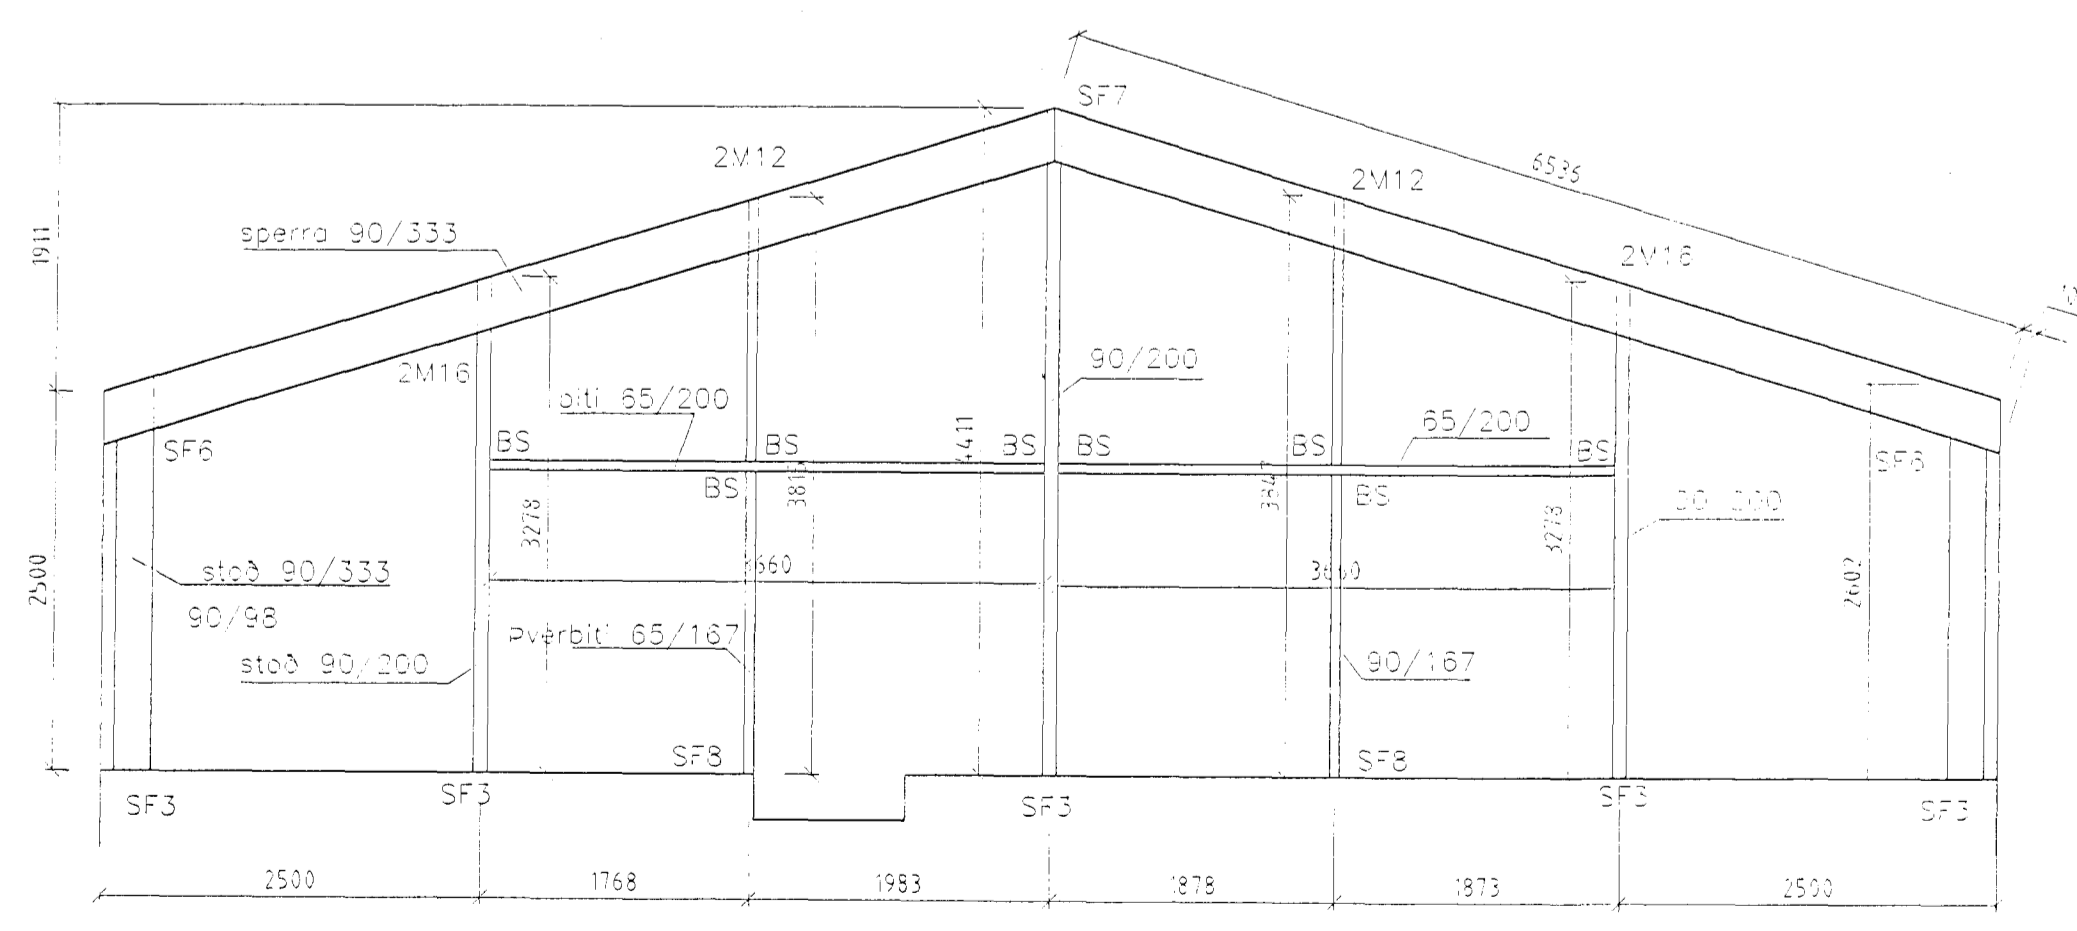 SF7
6535
2M12
2M12
sperra 90/333
1911
2M16
2M16
90/200
biti 65/200
65/200
SF6
BS
BS
4411
BS
BS
BS
BS
SF6
BS
BS
3278
3278
2500
stoð 90/333
3660
2602
90/98
Þverbiti 65/167
stoð 90/200
90/167
SF8
SF8
SF3
SF3
SF3
SF3
SF3
2500
1768
1983
1878
1873
2500